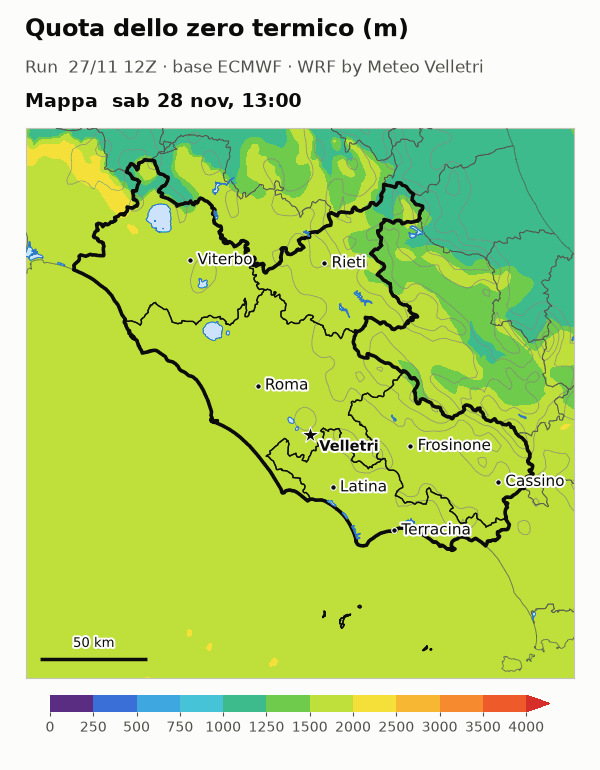 Quota dello zero termico (m)
Run  27/11 12Z · base ECMWF · WRF by Meteo Velletri
Mappa  sab 28 nov, 13:00
Viterbo
Rieti
Roma
Velletri
Frosinone
Latina
Cassino
Terracina
50 km
0 250 500 750 1000 1250 1500 2000 2500 3000 3500 4000